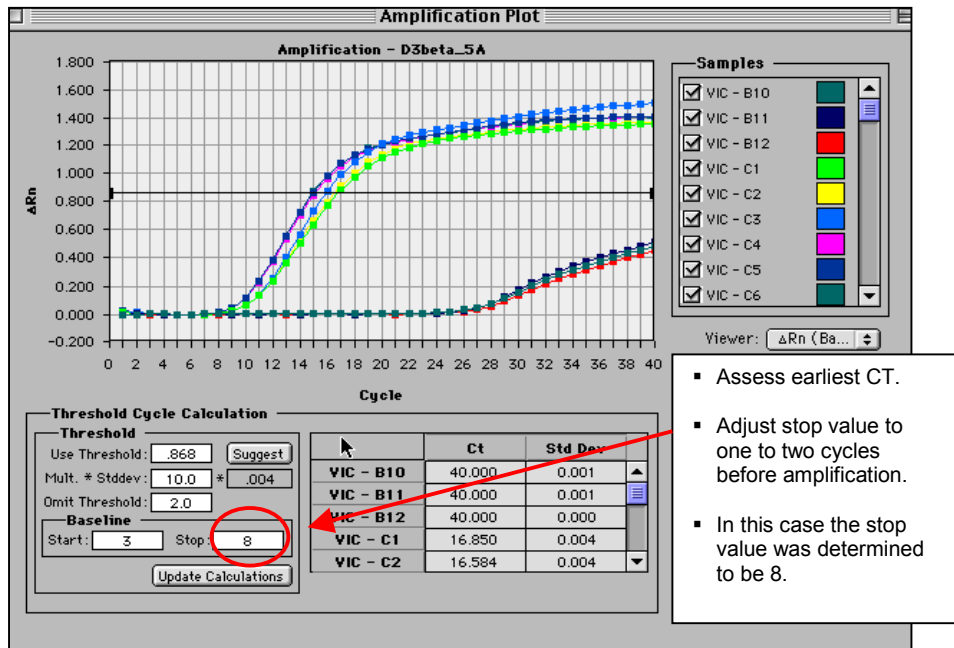 Amplification Plot
Amplification - D3beta_5A
1.800
1.600
1.400
1.200
1.000
0.800
0.600
0.400
0.200
0.000
-0.200
ΔRn
0 2 4 6 8 10 12 14 16 18 20 22 24 26 28 30 32 34 36 38 40
Cycle
Samples
VIC - B10
VIC - B11
VIC - B12
VIC - C1
VIC - C2
VIC - C3
VIC - C4
VIC - C5
VIC - C6
Viewer: ΔRn (Ba...
Threshold Cycle Calculation
Threshold
Use Threshold: .868 Suggest
Mult. * Stddev: 10.0 * .004
Omit Threshold: 2.0
Baseline
Start: 3 Stop: 8
Update Calculations
Ct Std Dev
VIC - B10 40.000 0.001
VIC - B11 40.000 0.001
VIC - B12 40.000 0.000
VIC - C1 16.850 0.004
VIC - C2 16.584 0.004
▪ Assess earliest CT.
▪ Adjust stop value to
one to two cycles
before amplification.
▪ In this case the stop
value was determined
to be 8.